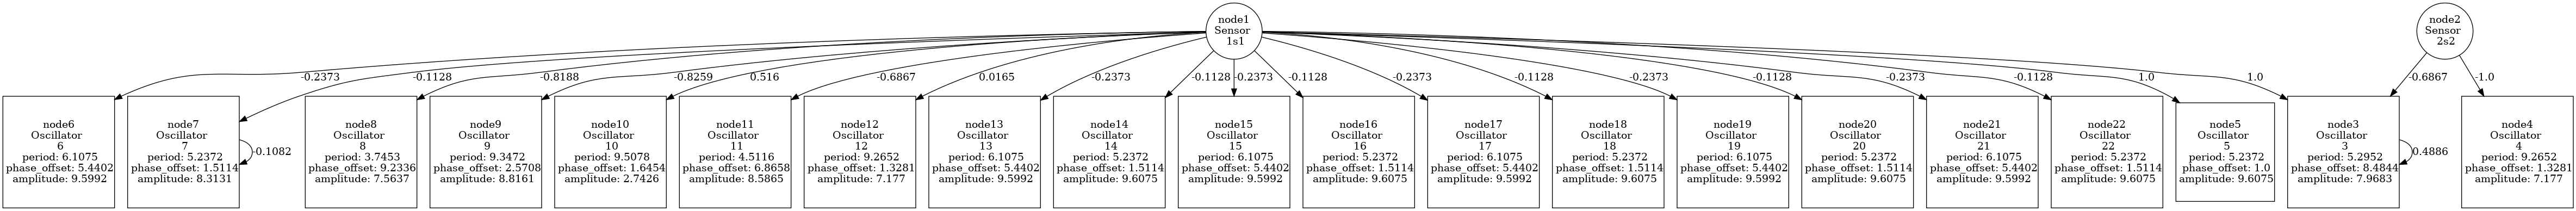 node1
Sensor
1s1
node2
Sensor
2s2
-0.2373
-0.1128
-0.8188
-0.8259
0.516
-0.6867
0.0165
-0.2373
-0.1128
-0.2373
-0.1128
-0.2373
-0.1128
-0.2373
-0.1128
-0.2373
-0.1128
1.0
1.0
-0.6867
-1.0
node6
Oscillator
6
period: 6.1075
phase_offset: 5.4402
amplitude: 9.5992
node7
Oscillator
7
period: 5.2372
phase_offset: 1.5114
amplitude: 8.3131
-0.1082
node8
Oscillator
8
period: 3.7453
phase_offset: 9.2336
amplitude: 7.5637
node9
Oscillator
9
period: 9.3472
phase_offset: 2.5708
amplitude: 8.8161
node10
Oscillator
10
period: 9.5078
phase_offset: 1.6454
amplitude: 2.7426
node11
Oscillator
11
period: 4.5116
phase_offset: 6.8658
amplitude: 8.5865
node12
Oscillator
12
period: 9.2652
phase_offset: 1.3281
amplitude: 7.177
node13
Oscillator
13
period: 6.1075
phase_offset: 5.4402
amplitude: 9.5992
node14
Oscillator
14
period: 5.2372
phase_offset: 1.5114
amplitude: 9.6075
node15
Oscillator
15
period: 6.1075
phase_offset: 5.4402
amplitude: 9.5992
node16
Oscillator
16
period: 5.2372
phase_offset: 1.5114
amplitude: 9.6075
node17
Oscillator
17
period: 6.1075
phase_offset: 5.4402
amplitude: 9.5992
node18
Oscillator
18
period: 5.2372
phase_offset: 1.5114
amplitude: 9.6075
node19
Oscillator
19
period: 6.1075
phase_offset: 5.4402
amplitude: 9.5992
node20
Oscillator
20
period: 5.2372
phase_offset: 1.5114
amplitude: 9.6075
node21
Oscillator
21
period: 6.1075
phase_offset: 5.4402
amplitude: 9.5992
node22
Oscillator
22
period: 5.2372
phase_offset: 1.5114
amplitude: 9.6075
node5
Oscillator
5
period: 5.2372
phase_offset: 1.0
amplitude: 9.6075
node3
Oscillator
3
period: 5.2952
phase_offset: 8.4844
amplitude: 7.9683
0.4886
node4
Oscillator
4
period: 9.2652
phase_offset: 1.3281
amplitude: 7.177